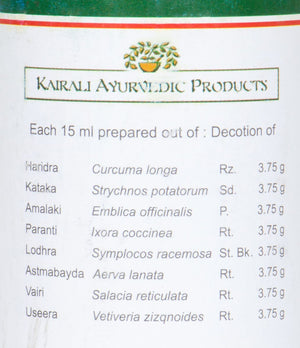 KAIRALI AYURVEDIC PRODUCTS
Each 15 ml prepared out of : Decotion of
Haridra Curcuma longa Rz. 3.75 g
Kataka Strychnos potatorum Sd. 3.75 g
Amalaki Emblica officinalis P. 3.75 g
Paranti Ixora coccinea Rt. 3.75 g
Lodhra Symplocos racemosa St. Bk. 3.75 g
Astmabayda Aerva lanata Rt. 3.75 g
Vairi Salacia reticulata Rt. 3.75 g
Useera Vetiveria zizqnoides Rt. 3.75 g